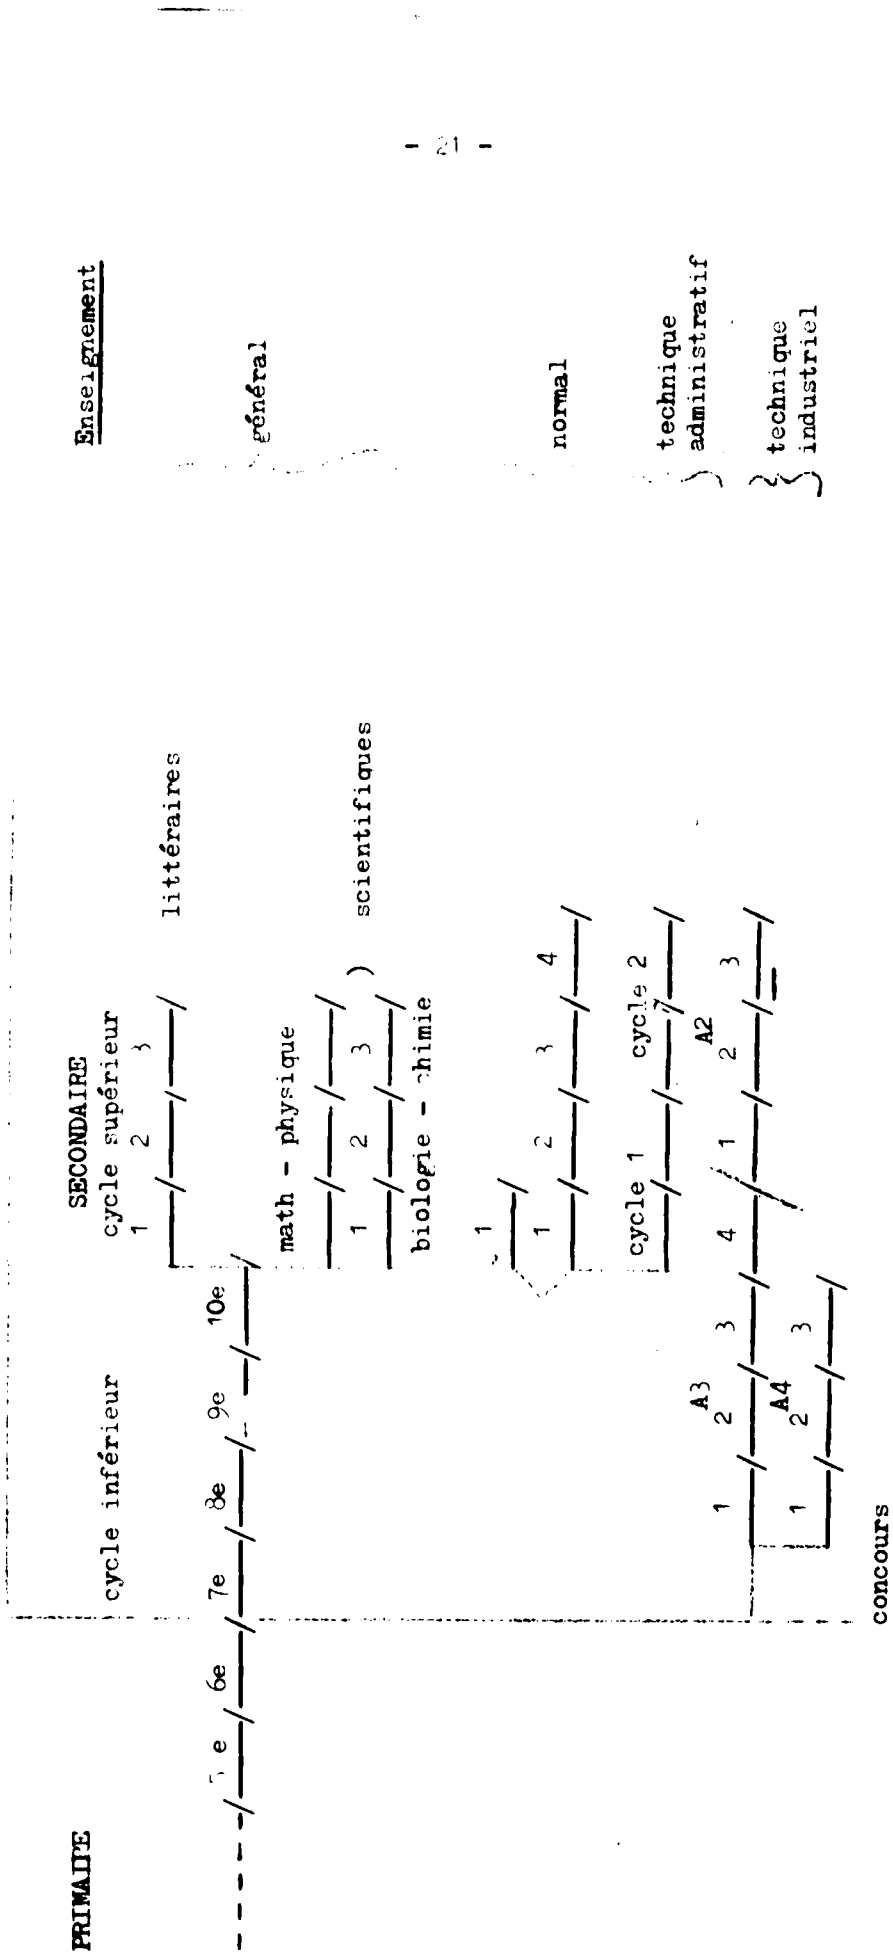 - 21 -
PRIMAIRE
SECONDAIRE
Enseignement
cycle inférieur
cycle supérieur
1 2 3
littéraires
6e 7e 8e 9e 10e
général
math - physique
1 2 3 ) scientifiques
biologie - chimie
1
1 2 3 4
normal
cycle 1 cycle 2
technique
administratif
A3 A2
1 2 3 4 1 2 3
technique
industriel
A4
1 2 3
concours